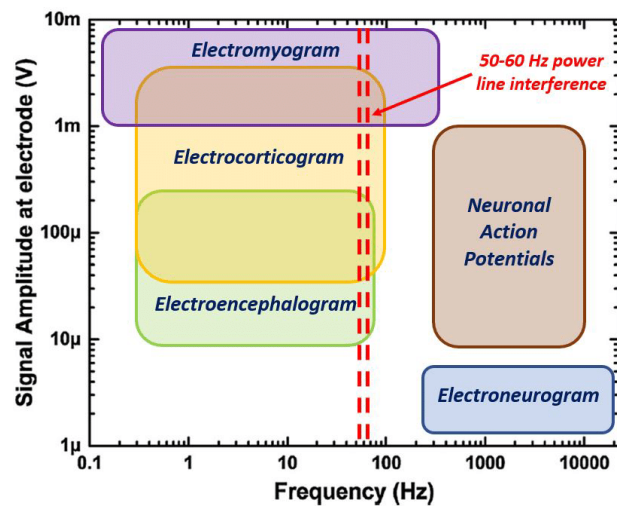 10m
1m
100µ
10µ
1µ
Signal Amplitude at electrode (V)
Electromyogram
50-60 Hz power
line interference
Electrocorticogram
Neuronal
Action
Potentials
Electroencephalogram
Electroneurogram
0.1
1
10
100
1000
10000
Frequency (Hz)